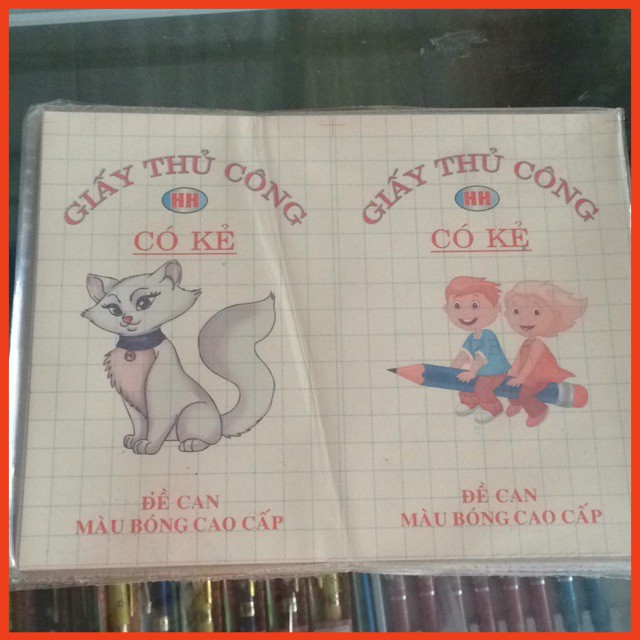 GIẤY THỦ CÔNG
HH
CÓ KẺ
ĐỀ CAN
MÀU BÓNG CAO CẤP
GIẤY THỦ CÔNG
HH
CÓ KẺ
ĐỀ CAN
MÀU BÓNG CAO CẤP